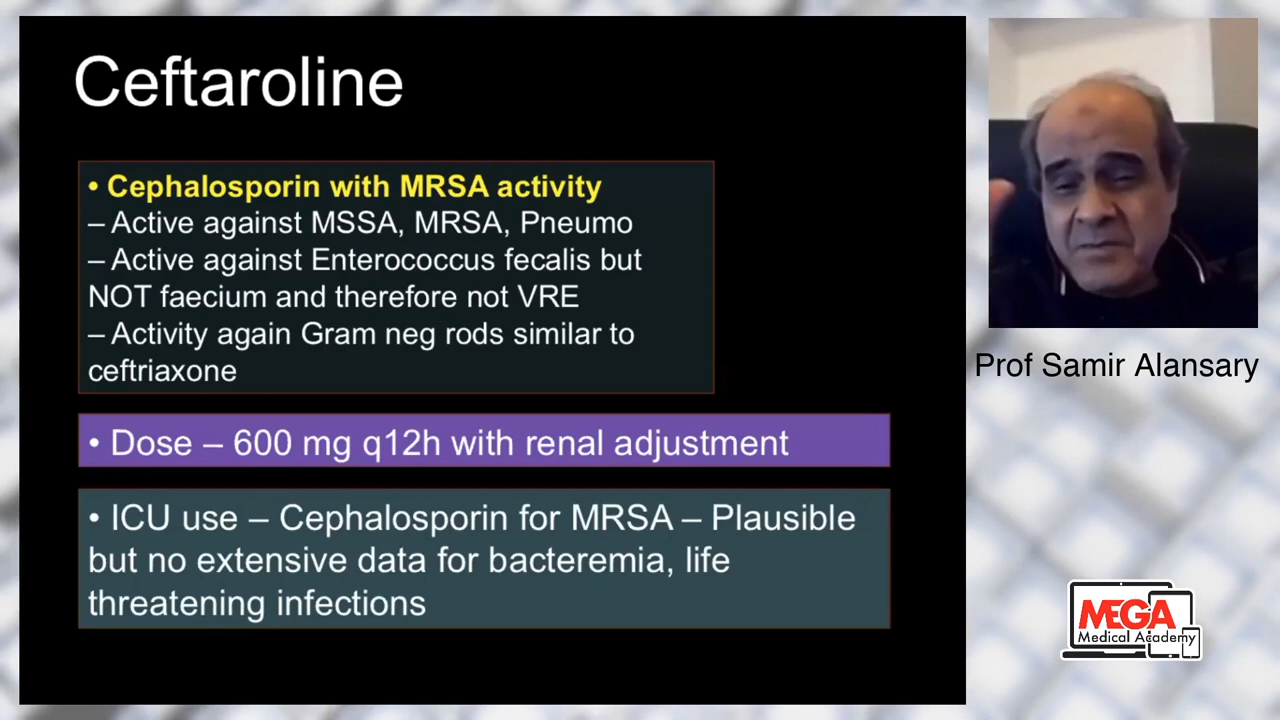 Ceftaroline
• Cephalosporin with MRSA activity
– Active against MSSA, MRSA, Pneumo
– Active against Enterococcus fecalis but
NOT faecium and therefore not VRE
– Activity again Gram neg rods similar to
ceftriaxone
• Dose – 600 mg q12h with renal adjustment
• ICU use – Cephalosporin for MRSA – Plausible
but no extensive data for bacteremia, life
threatening infections
Prof Samir Alansary
MEGA
Medical Academy